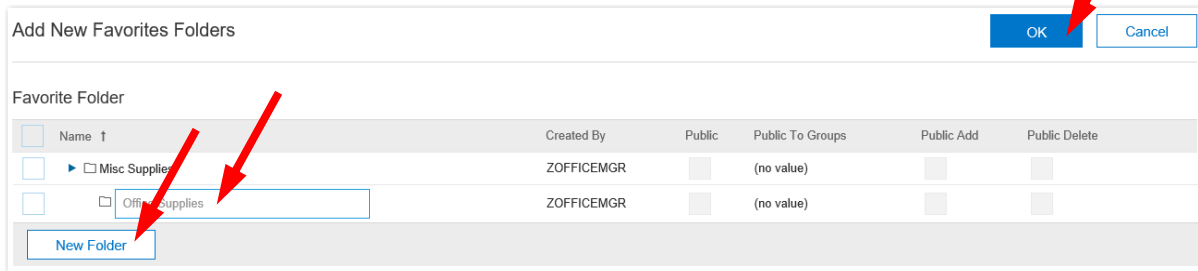 Add New Favorites Folders OK Cancel
Favorite Folder
Name ↑ Created By Public Public To Groups Public Add Public Delete
Misc Supplies ZOFFICEMGR (no value)
Office Supplies ZOFFICEMGR (no value)
New Folder